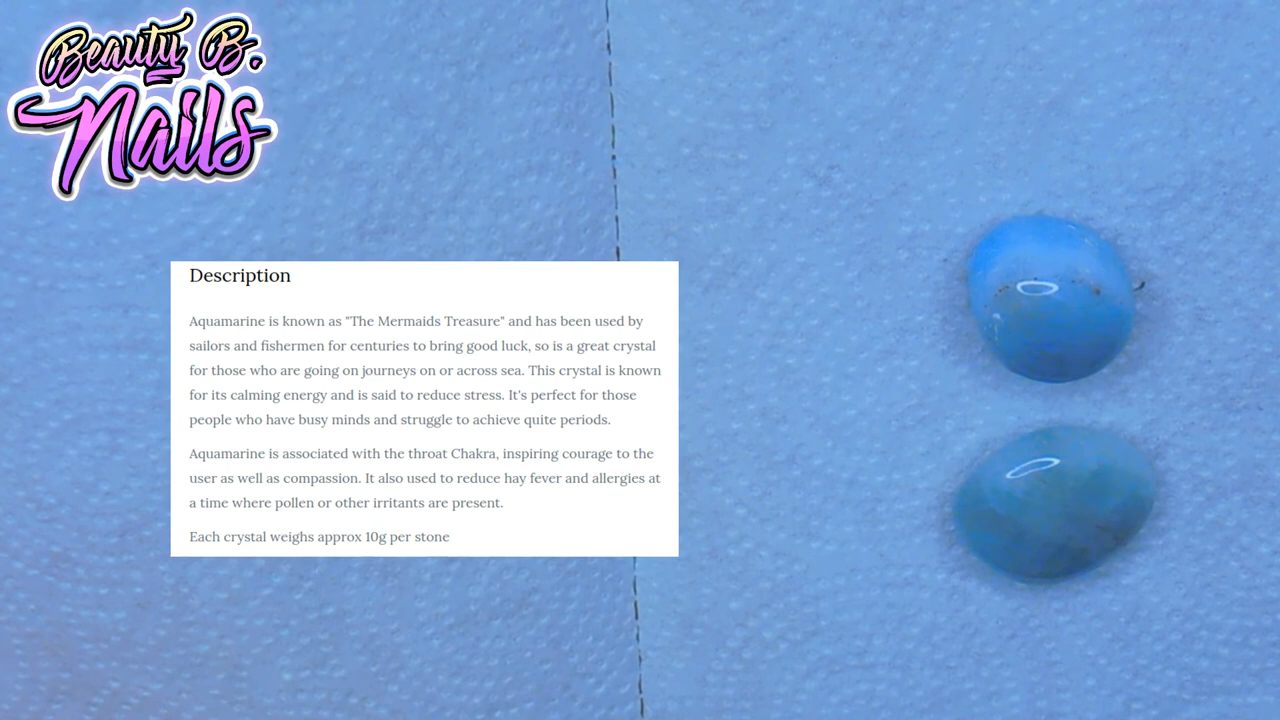 Beauty B.
Nails
Description
Aquamarine is known as "The Mermaids Treasure" and has been used by
sailors and fishermen for centuries to bring good luck, so is a great crystal
for those who are going on journeys on or across sea. This crystal is known
for its calming energy and is said to reduce stress. It's perfect for those
people who have busy minds and struggle to achieve quite periods.
Aquamarine is associated with the throat Chakra, inspiring courage to the
user as well as compassion. It also used to reduce hay fever and allergies at
a time where pollen or other irritants are present.
Each crystal weighs approx 10g per stone